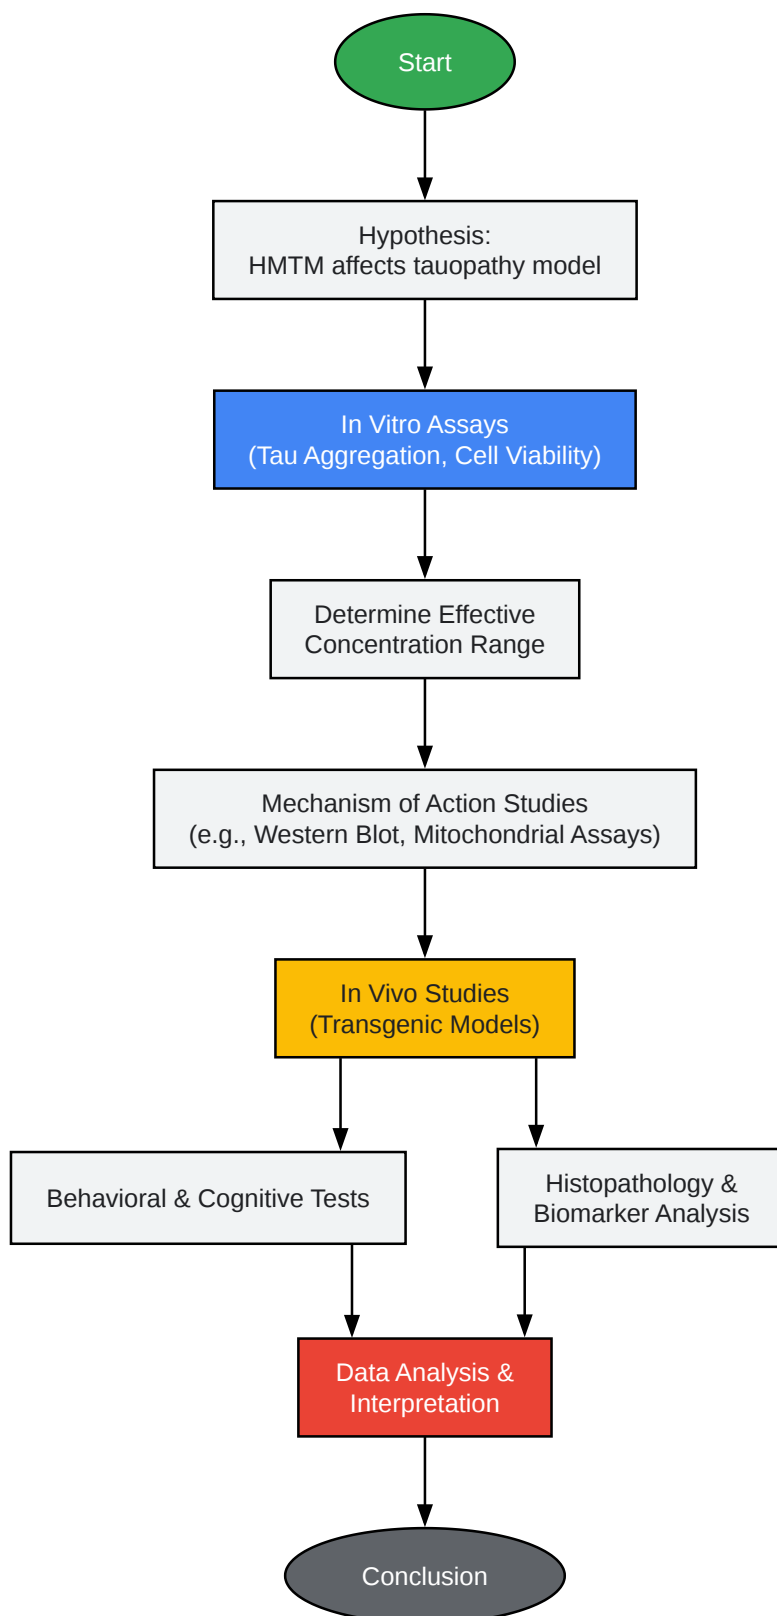 Start
Hypothesis:
HMTM affects tauopathy model
In Vitro Assays
(Tau Aggregation, Cell Viability)
Determine Effective
Concentration Range
Mechanism of Action Studies
(e.g., Western Blot, Mitochondrial Assays)
In Vivo Studies
(Transgenic Models)
Behavioral & Cognitive Tests
Histopathology &
Biomarker Analysis
Data Analysis &
Interpretation
Conclusion